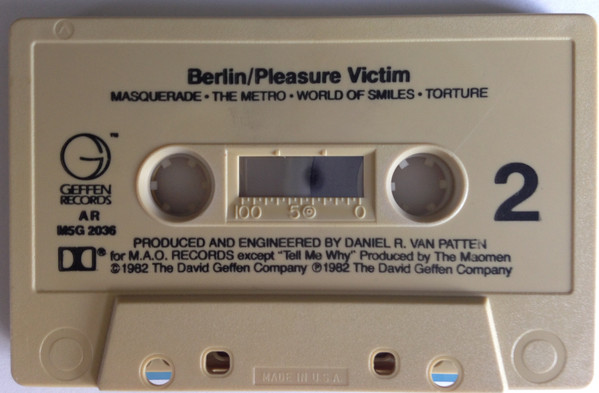 Berlin/Pleasure Victim
MASQUERADE • THE METRO • WORLD OF SMILES • TORTURE
G™
GEFFEN
RECORDS
AR
M5G 2036
100 50 0
2
PRODUCED AND ENGINEERED BY DANIEL R. VAN PATTEN
®for M.A.O. RECORDS except "Tell Me Why" Produced by The Maomen
©1982 The David Geffen Company ℗1982 The David Geffen Company
MADE IN U.S.A.